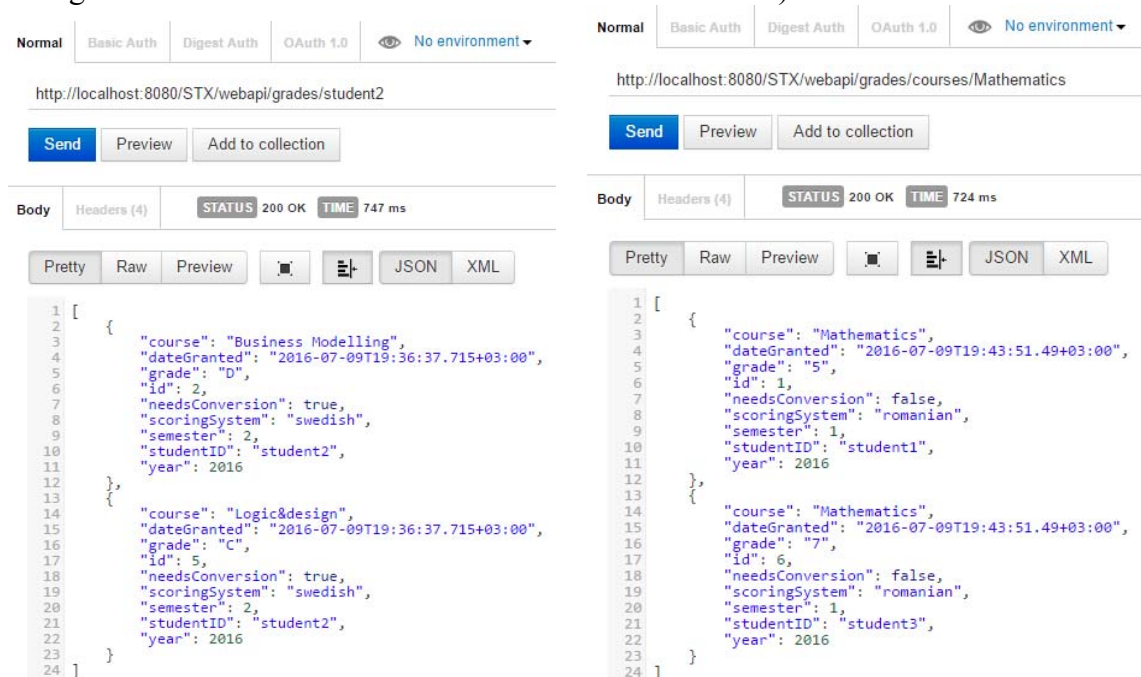 Normal Basic Auth Digest Auth OAuth 1.0 No environment
http://localhost:8080/STX/webapi/grades/student2
Send Preview Add to collection
Body Headers (4) STATUS 200 OK TIME 747 ms
Pretty Raw Preview JSON XML
1 [
2 {
3 "course": "Business Modelling",
4 "dateGranted": "2016-07-09T19:36:37.715+03:00",
5 "grade": "D",
6 "id": 2,
7 "needsConversion": true,
8 "scoringSystem": "swedish",
9 "semester": 2,
10 "studentID": "student2",
11 "year": 2016
12 },
13 {
14 "course": "Logic&design",
15 "dateGranted": "2016-07-09T19:36:37.715+03:00",
16 "grade": "C",
17 "id": 5,
18 "needsConversion": true,
19 "scoringSystem": "swedish",
20 "semester": 2,
21 "studentID": "student2",
22 "year": 2016
23 }
24 ]
Normal Basic Auth Digest Auth OAuth 1.0 No environment
http://localhost:8080/STX/webapi/grades/courses/Mathematics
Send Preview Add to collection
Body Headers (4) STATUS 200 OK TIME 724 ms
Pretty Raw Preview JSON XML
1 [
2 {
3 "course": "Mathematics",
4 "dateGranted": "2016-07-09T19:43:51.49+03:00",
5 "grade": "5",
6 "id": 1,
7 "needsConversion": false,
8 "scoringSystem": "romanian",
9 "semester": 1,
10 "studentID": "student1",
11 "year": 2016
12 },
13 {
14 "course": "Mathematics",
15 "dateGranted": "2016-07-09T19:43:51.49+03:00",
16 "grade": "7",
17 "id": 6,
18 "needsConversion": false,
19 "scoringSystem": "romanian",
20 "semester": 1,
21 "studentID": "student3",
22 "year": 2016
23 }
24 ]